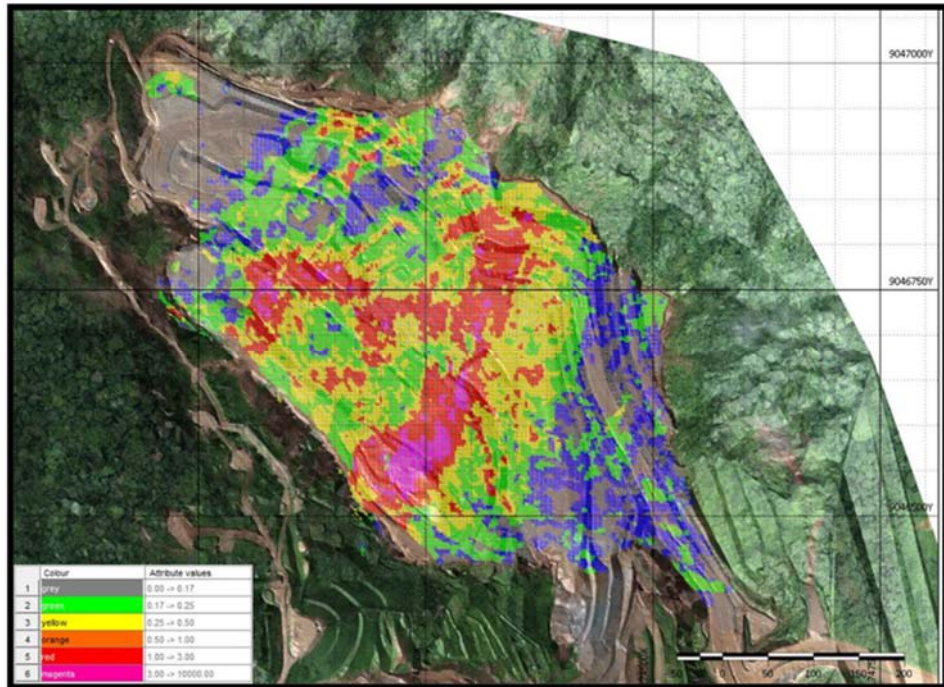 9047000Y
9046750Y
9046500Y
Colour Attribute values
1 grey 0.00 -> 0.17
2 green 0.17 -> 0.25
3 yellow 0.25 -> 0.50
4 orange 0.50 -> 1.00
5 red 1.00 -> 3.00
6 magenta 3.00 -> 10000.00
50 0 50 100 150 200